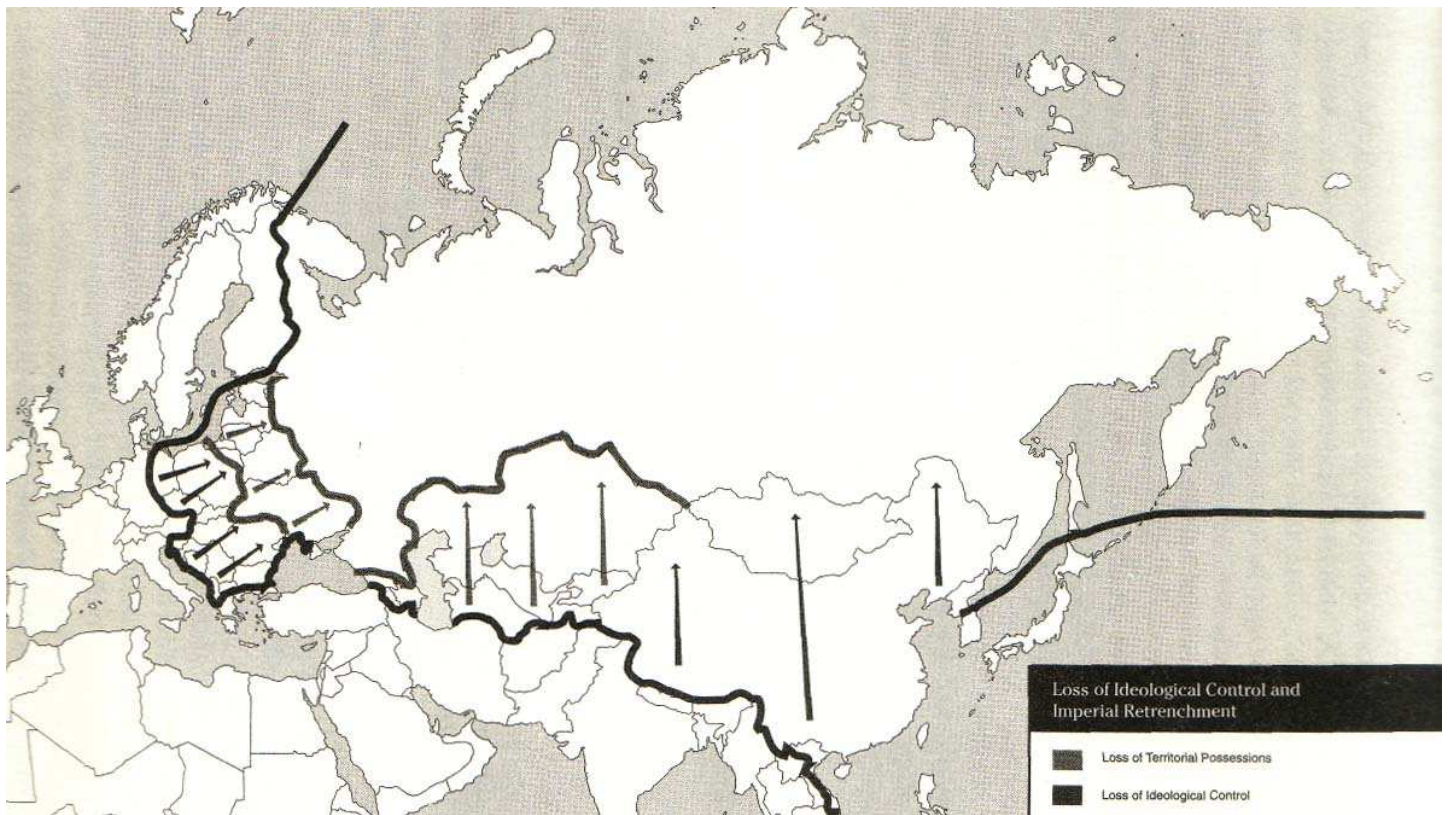 Loss of Ideological Control and
Imperial Retrenchment
Loss of Territorial Possessions
Loss of Ideological Control